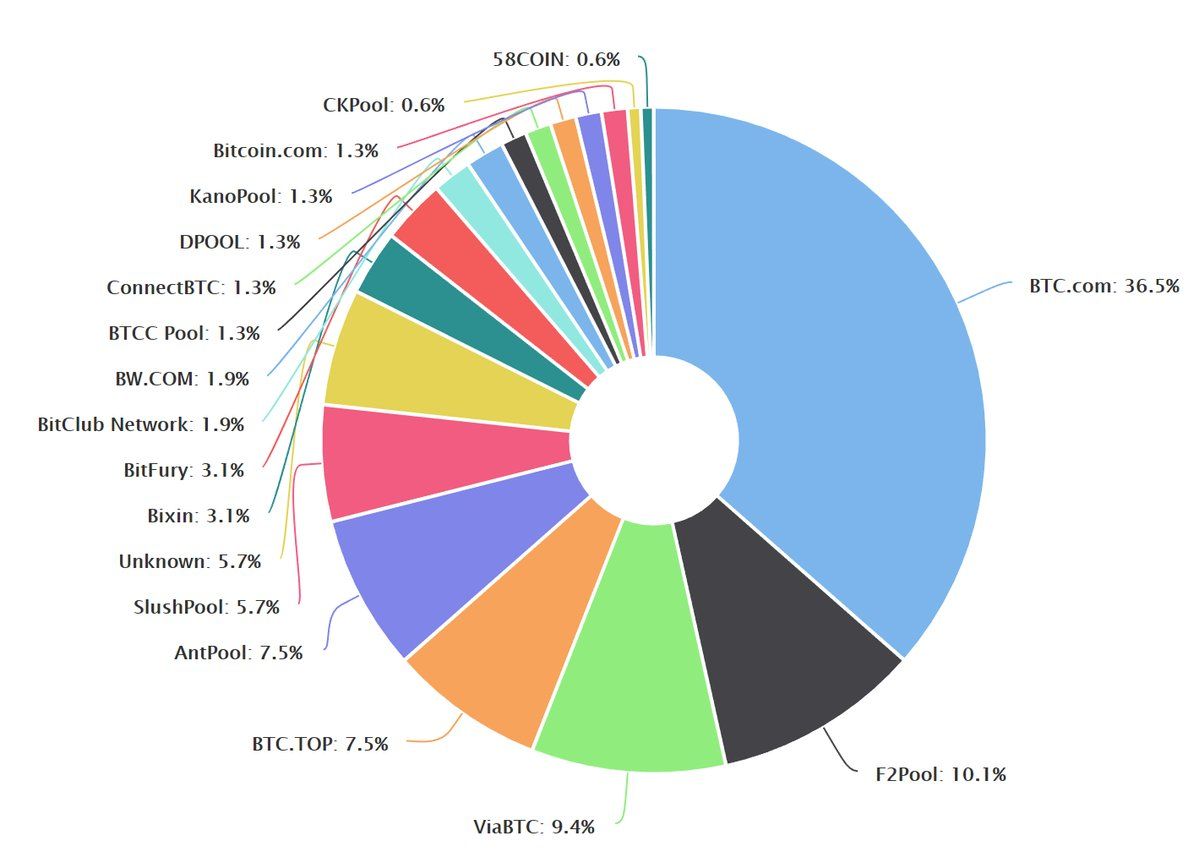 58COIN: 0.6%
CKPool: 0.6%
Bitcoin.com: 1.3%
KanoPool: 1.3%
DPOOL: 1.3%
ConnectBTC: 1.3%
BTC.com: 36.5%
BTCC Pool: 1.3%
BW.COM: 1.9%
BitClub Network: 1.9%
BitFury: 3.1%
Bixin: 3.1%
Unknown: 5.7%
SlushPool: 5.7%
AntPool: 7.5%
BTC.TOP: 7.5%
F2Pool: 10.1%
ViaBTC: 9.4%